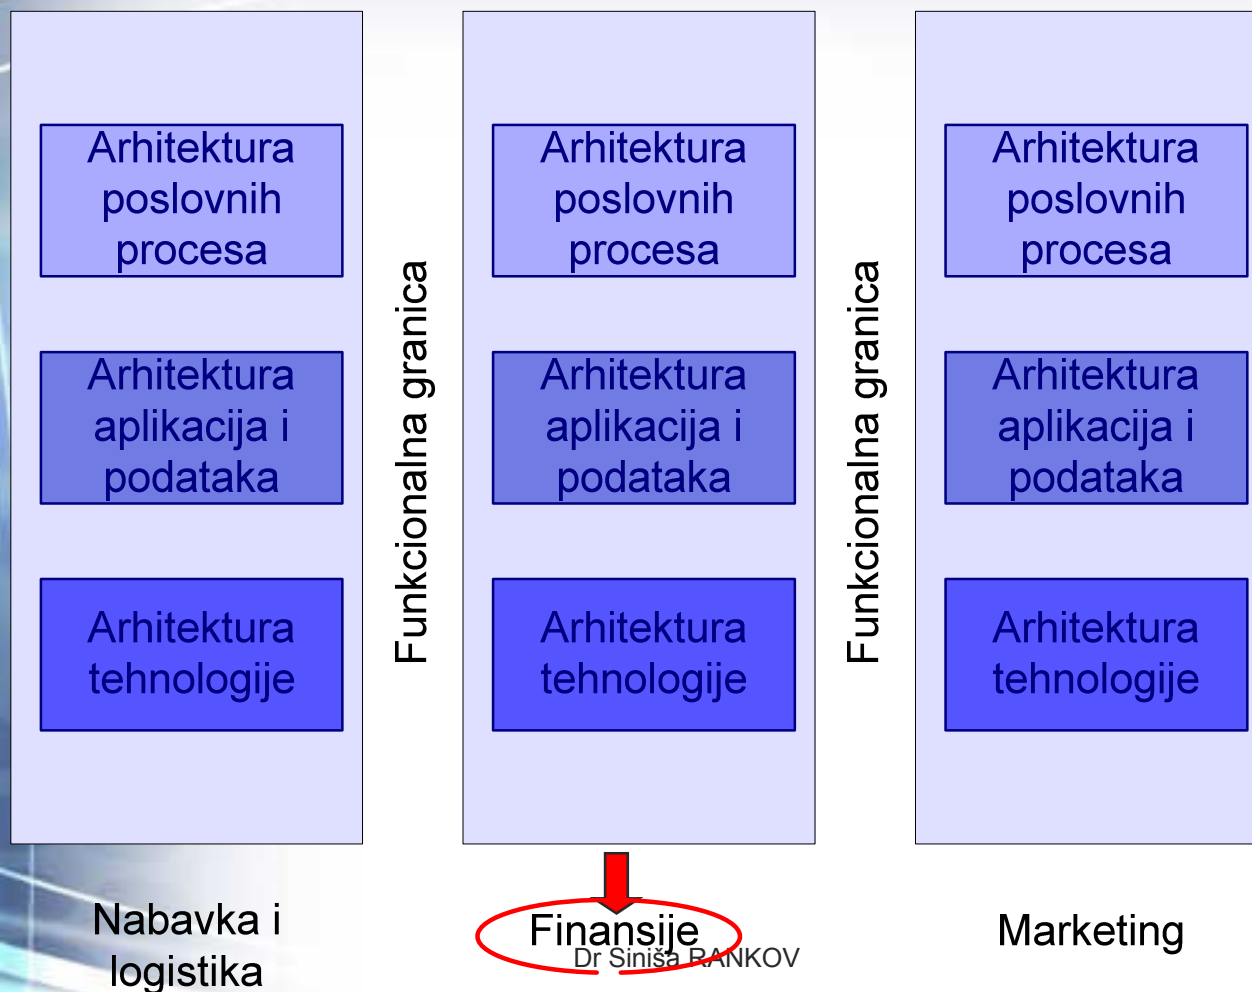 Arhitektura
poslovnih
procesa
Arhitektura
aplikacija i
podataka
Arhitektura
tehnologije
Nabavka i
logistika
Funkcionalna granica
Arhitektura
poslovnih
procesa
Arhitektura
aplikacija i
podataka
Arhitektura
tehnologije
Finansije
Dr Siniša RANKOV
Funkcionalna granica
Arhitektura
poslovnih
procesa
Arhitektura
aplikacija i
podataka
Arhitektura
tehnologije
Marketing